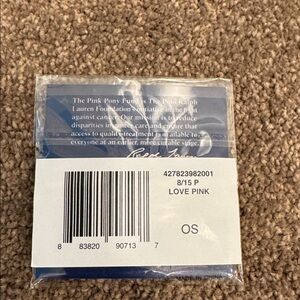 The Pink Pony Fund is The Polo Ralph
Lauren Foundation's initiative in the fight
against cancer. Our mission is to reduce
disparities in cancer care and ensure that
access to quality treatment is available to
everyone at an earlier, more curable stage.
Ralph Lauren
427823982001
8/15 P
LOVE PINK
OS
8 83820 90713 7